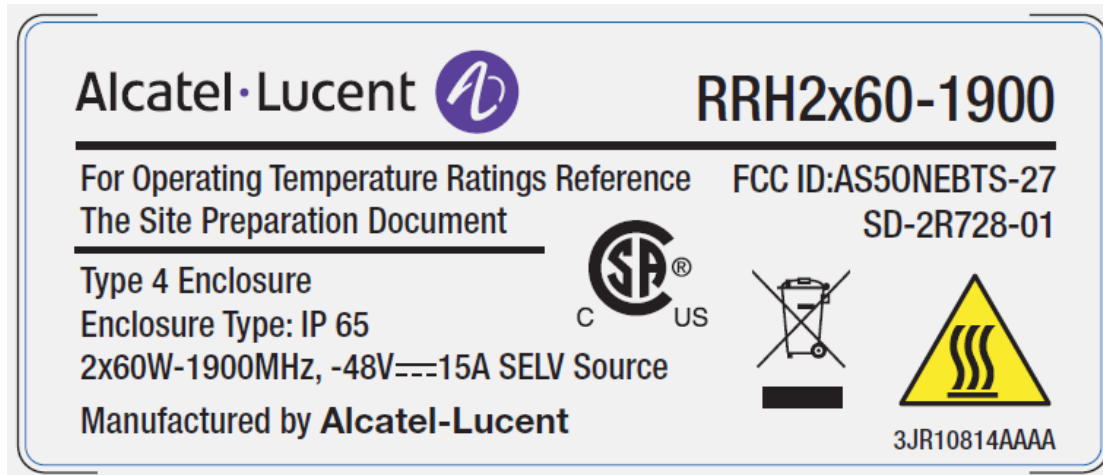 Alcatel·Lucent
RRH2x60-1900
For Operating Temperature Ratings Reference
The Site Preparation Document
FCC ID:AS5ONEBTS-27
SD-2R728-01
CSA®
C US
Type 4 Enclosure
Enclosure Type: IP 65
2x60W-1900MHz, -48V⎓15A SELV Source
Manufactured by Alcatel-Lucent
3JR10814AAAA